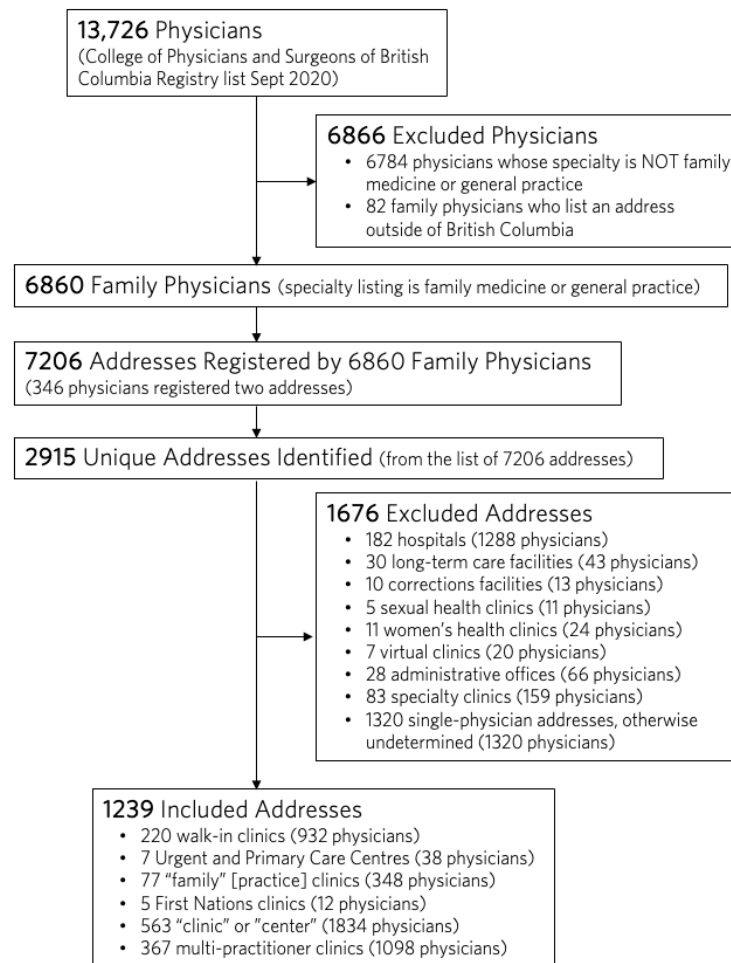 13,726 Physicians
(College of Physicians and Surgeons of British
Columbia Registry list Sept 2020)
6866 Excluded Physicians
• 6784 physicians whose specialty is NOT family
medicine or general practice
• 82 family physicians who list an address
outside of British Columbia
6860 Family Physicians (specialty listing is family medicine or general practice)
7206 Addresses Registered by 6860 Family Physicians
(346 physicians registered two addresses)
2915 Unique Addresses Identified (from the list of 7206 addresses)
1676 Excluded Addresses
• 182 hospitals (1288 physicians)
• 30 long-term care facilities (43 physicians)
• 10 corrections facilities (13 physicians)
• 5 sexual health clinics (11 physicians)
• 11 women's health clinics (24 physicians)
• 7 virtual clinics (20 physicians)
• 28 administrative offices (66 physicians)
• 83 specialty clinics (159 physicians)
• 1320 single-physician addresses, otherwise
undetermined (1320 physicians)
1239 Included Addresses
• 220 walk-in clinics (932 physicians)
• 7 Urgent and Primary Care Centres (38 physicians)
• 77 "family" [practice] clinics (348 physicians)
• 5 First Nations clinics (12 physicians)
• 563 "clinic" or "center" (1834 physicians)
• 367 multi-practitioner clinics (1098 physicians)